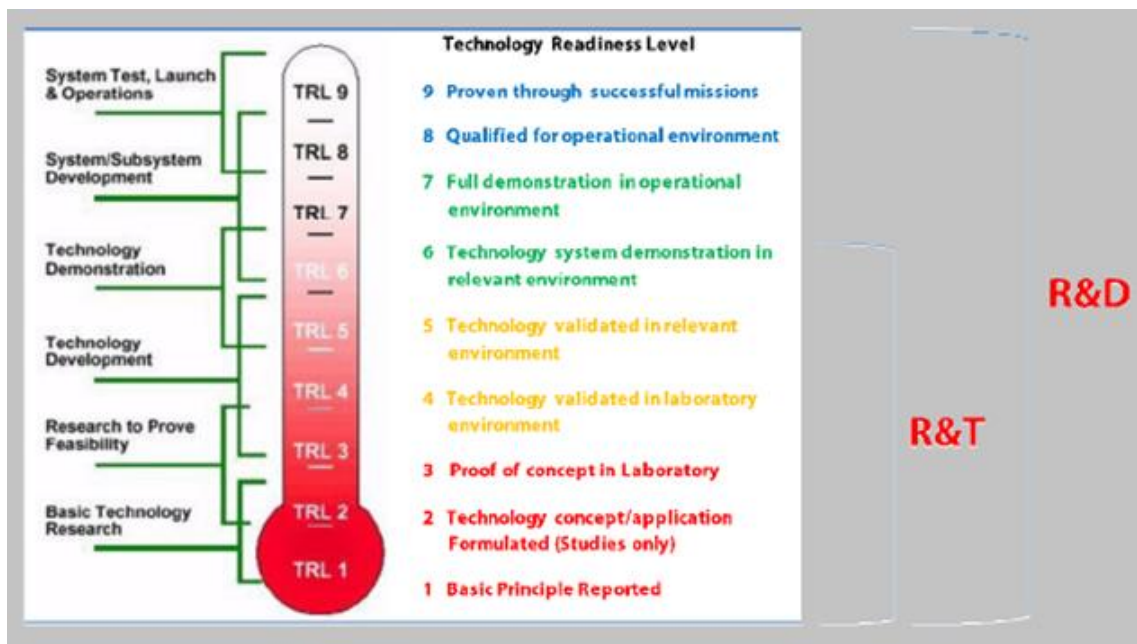 Technology Readiness Level
System Test, Launch
& Operations
System/Subsystem
Development
Technology
Demonstration
Technology
Development
Research to Prove
Feasibility
Basic Technology
Research
TRL 9
TRL 8
TRL 7
TRL 6
TRL 5
TRL 4
TRL 3
TRL 2
TRL 1
9 Proven through successful missions
8 Qualified for operational environment
7 Full demonstration in operational
environment
6 Technology system demonstration in
relevant environment
5 Technology validated in relevant
environment
4 Technology validated in laboratory
environment
3 Proof of concept in Laboratory
2 Technology concept/application
Formulated (Studies only)
1 Basic Principle Reported
R&T
R&D